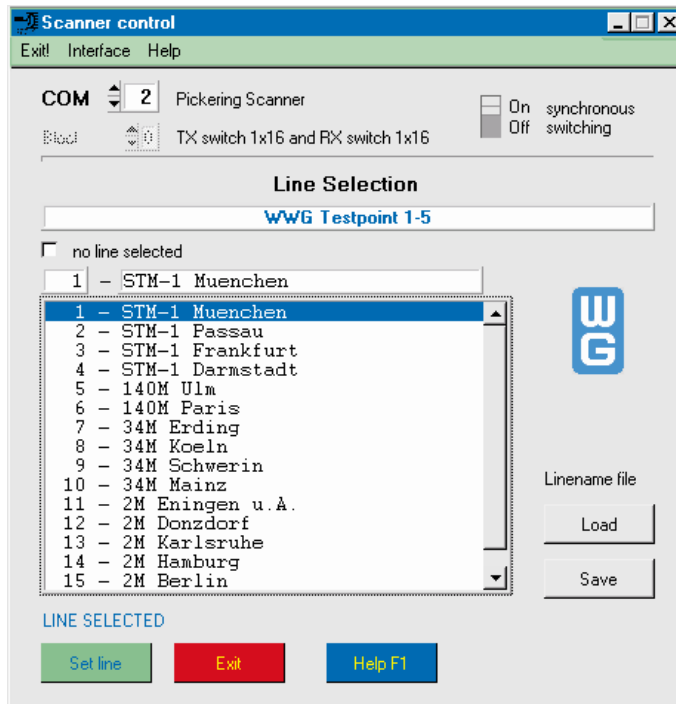 Scanner control
Exit! Interface Help
COM 2 Pickering Scanner
On synchronous
Off switching
Block 0 TX switch 1x16 and RX switch 1x16
Line Selection
WWG Testpoint 1-5
no line selected
1 – STM-1 Muenchen
1 – STM-1 Muenchen
2 – STM-1 Passau
3 – STM-1 Frankfurt
4 – STM-1 Darmstadt
5 – 140M Ulm
6 – 140M Paris
7 – 34M Erding
8 – 34M Koeln
9 – 34M Schwerin
10 – 34M Mainz
11 – 2M Eningen u.A.
12 – 2M Donzdorf
13 – 2M Karlsruhe
14 – 2M Hamburg
15 – 2M Berlin
W
G
Linename file
Load
Save
LINE SELECTED
Set line Exit Help F1